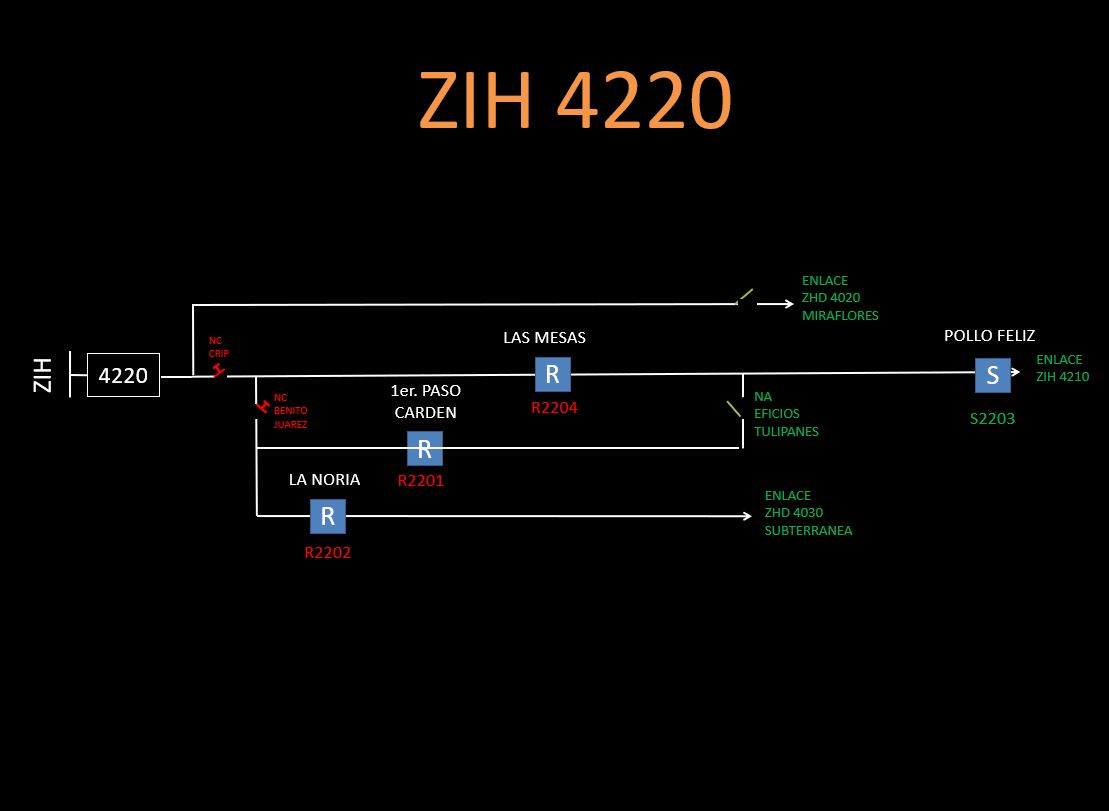 ZIH 4220
ENLACE
ZHD 4020
MIRAFLORES
NC
CRIP
LAS MESAS
POLLO FELIZ
ZIH
4220
R
S
ENLACE
ZIH 4210
R2204
S2203
NC
BENITO
JUAREZ
1er. PASO
CARDEN
NA
EFICIOS
TULIPANES
R
R2201
LA NORIA
R
R2202
ENLACE
ZHD 4030
SUBTERRANEA